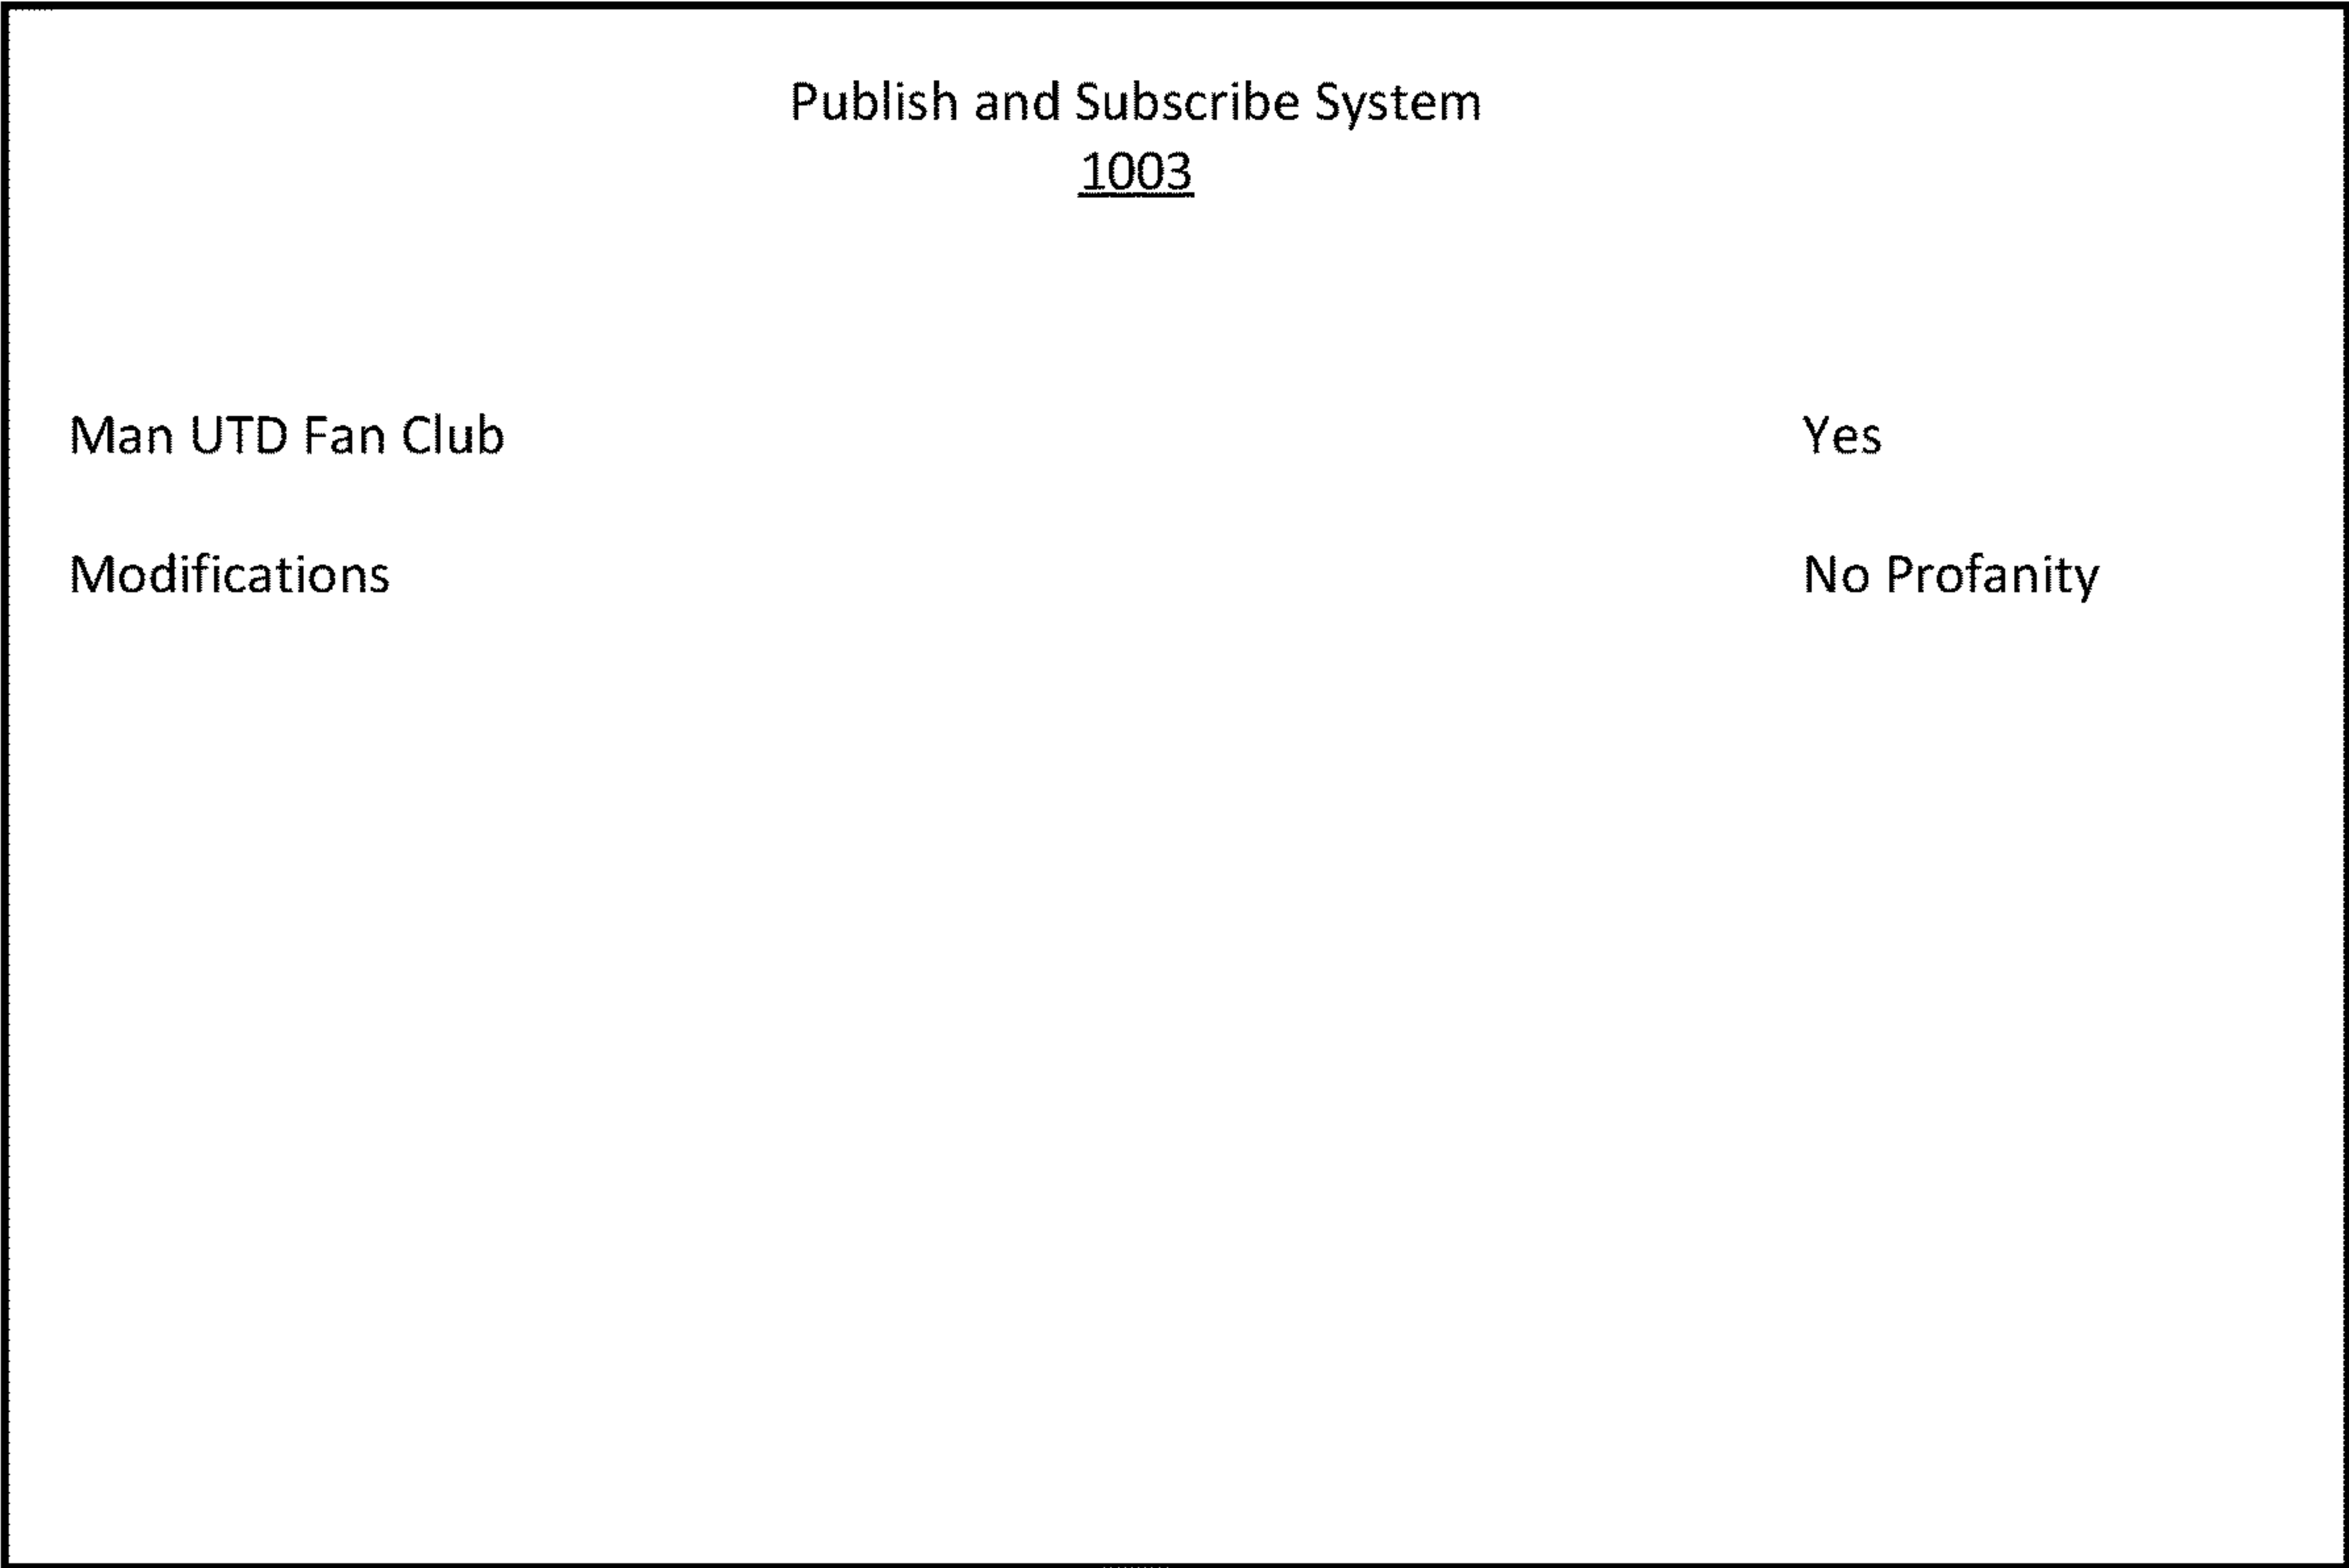 Publish and Subscribe System
1003
Man UTD Fan Club Yes
Modifications No Profanity